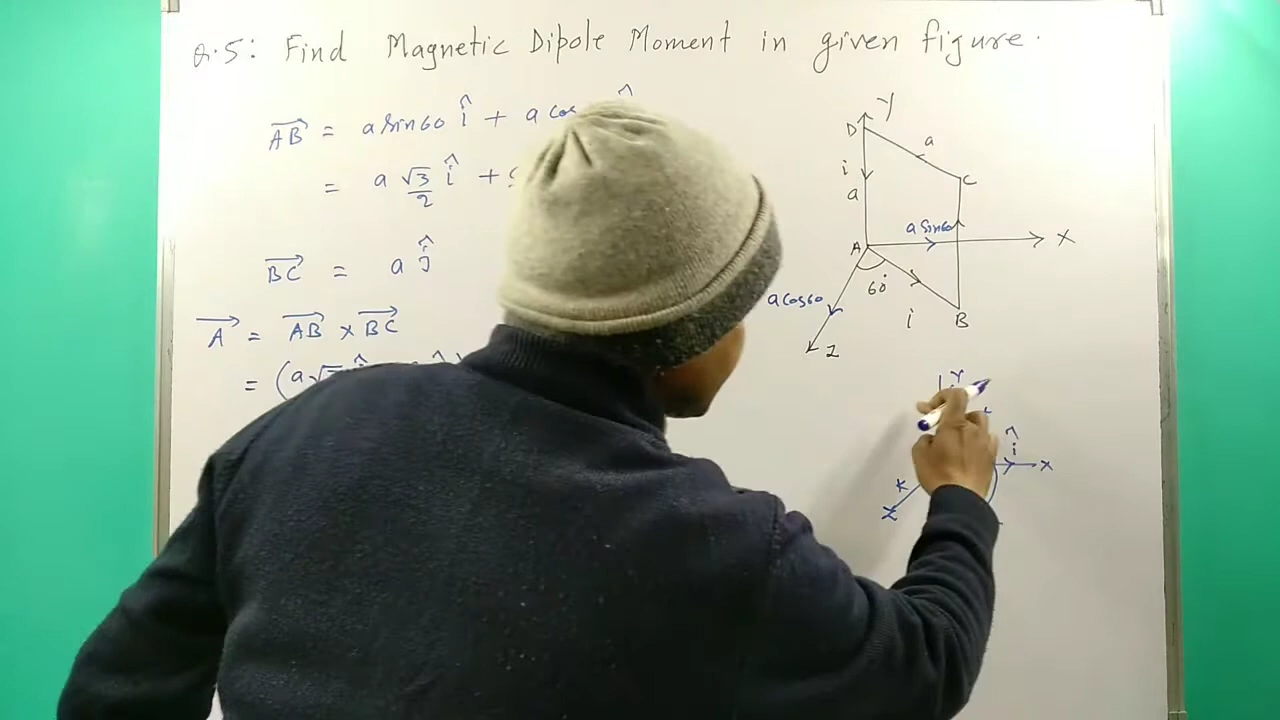 Q.5: Find Magnetic Dipole Moment in given figure.
AB = a sin60 î + a cos
= a √3/2 î +
BC = a ĵ
A = AB × BC
= (a√
Y
D
a
C
i
a
a sin60
A
X
60°
a cos60
i
B
Z
Y
î
X
K
Z